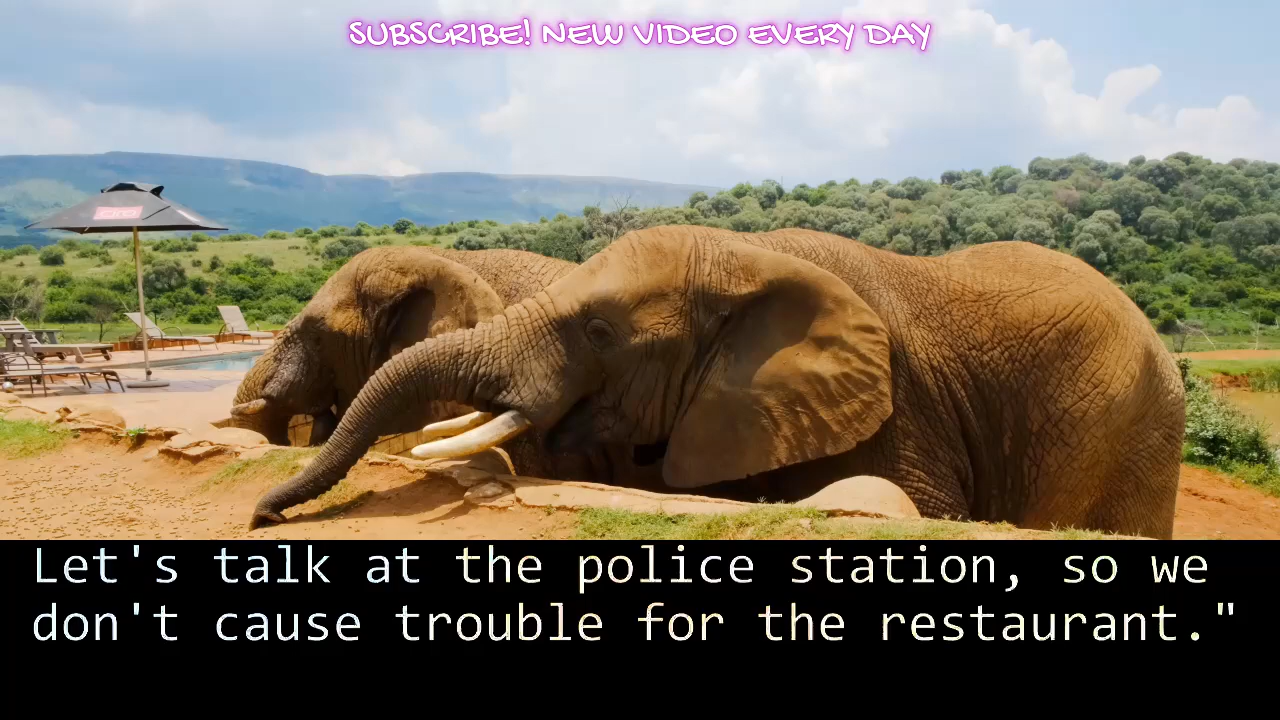 SUBSCRIBE! NEW VIDEO EVERY DAY
Let's talk at the police station, so we
don't cause trouble for the restaurant."